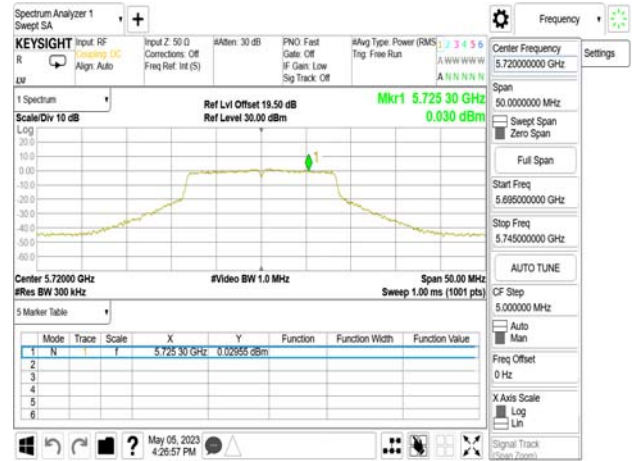 Spectrum Analyzer 1
Swept SA
Frequency
KEYSIGHT
R
Input: RF
Coupling: DC
Align: Auto
Input Z: 50 Ω
Corrections: Off
Freq Ref: Int (S)
#Atten: 30 dB
PNO: Fast
Gate: Off
IF Gain: Low
Sig Track: Off
#Avg Type: Power (RMS)
Trig: Free Run
1 2 3 4 5 6
A WW WW W
A N N N N N
1 Spectrum
Scale/Div 10 dB
Log
Ref Lvl Offset 19.50 dB
Ref Level 30.00 dBm
Mkr1 5.725 30 GHz
0.030 dBm
20.0
10.0
0.00
-10.0
-20.0
-30.0
-40.0
-50.0
-60.0
1
Center 5.72000 GHz
#Res BW 300 kHz
#Video BW 1.0 MHz
Span 50.00 MHz
Sweep 1.00 ms (1001 pts)
5 Marker Table
Mode Trace Scale X Y Function Function Width Function Value
1 N 1 f 5.725 30 GHz 0.02955 dBm
2
3
4
5
6
May 05, 2023
4:26:57 PM
Center Frequency
5.720000000 GHz
Settings
Span
50.0000000 MHz
Swept Span
Zero Span
Full Span
Start Freq
5.695000000 GHz
Stop Freq
5.745000000 GHz
AUTO TUNE
CF Step
5.000000 MHz
Auto
Man
Freq Offset
0 Hz
X Axis Scale
Log
Lin
Signal Track
(Span Zoom)